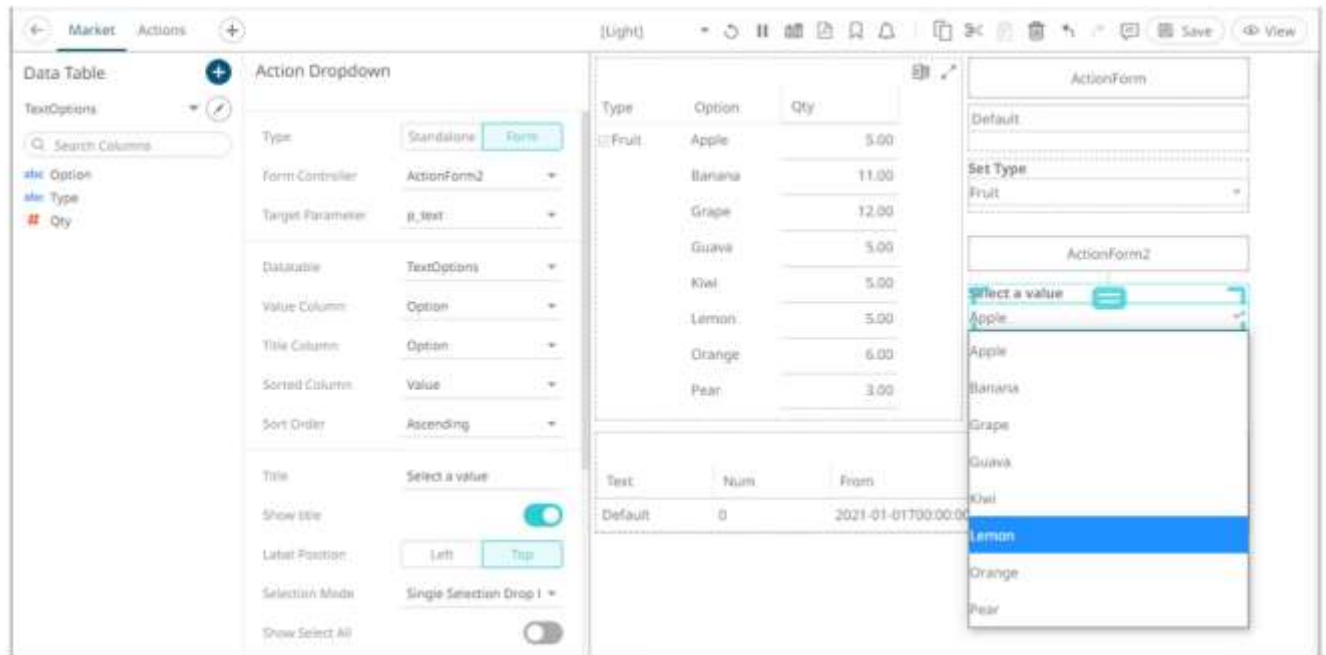 Market Actions
[Light]
Save
View
Data Table
TextOptions
Search Columns
abc Option
abc Type
# Qty
Action Dropdown
Type Standalone Form
Form Controller ActionForm2
Target Parameter p_text
Datatable TextOptions
Value Column Option
Title Column Option
Sorted Column Value
Sort Order Ascending
Title Select a value
Show title
Label Position Left Top
Selection Mode Single Selection Drop
Show Select All
Type Option Qty
Fruit Apple 5.00
Banana 11.00
Grape 12.00
Guava 5.00
Kiwi 5.00
Lemon 5.00
Orange 6.00
Pear 3.00
Text Num From
Default 0 2021-01-01T00:00:00
ActionForm
Default
Set Type
Fruit
ActionForm2
Select a value
Apple
Apple
Banana
Grape
Guava
Kiwi
Lemon
Orange
Pear